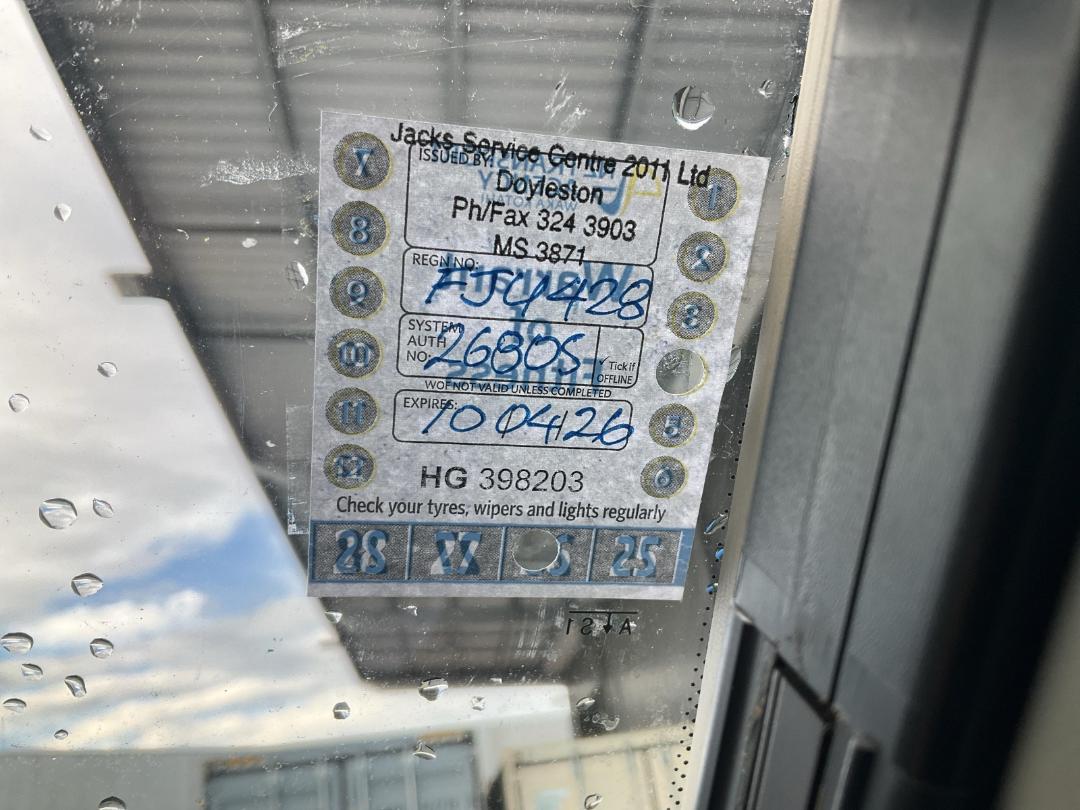 Jacks Service Centre 2011 Ltd
ISSUED BY:
Doyleston
Ph/Fax 324 3903
MS 3871
REGN NO:
FJY428
SYSTEM AUTH NO:
2680S
✓ Tick if OFFLINE
WOF NOT VALID UNLESS COMPLETED
EXPIRES:
10 04/26
HG 398203
Check your tyres, wipers and lights regularly
7
8
9
10
11
12
1
2
3
5
6
28
27
25